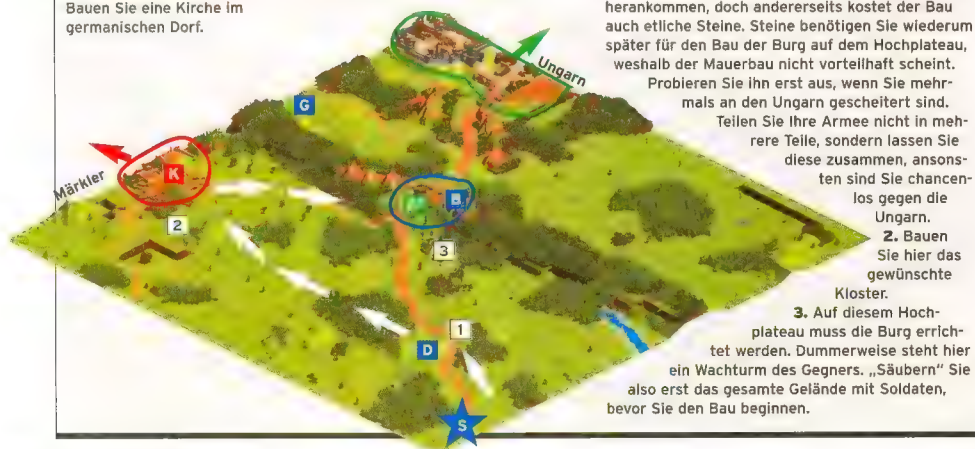 Bauen Sie eine Kirche im
germanischen Dorf.
herankommen, doch andererseits kostet der Bau
auch etliche Steine. Steine benötigen Sie wiederum
später für den Bau der Burg auf dem Hochplateau,
weshalb der Mauerbau nicht vorteilhaft scheint.
Probieren Sie ihn erst aus, wenn Sie mehr-
mals an den Ungarn gescheitert sind.
Teilen Sie Ihre Armee nicht in meh-
rere Teile, sondern lassen Sie
diese zusammen, ansons-
ten sind Sie chancen-
los gegen die
Ungarn.
2. Bauen
Sie hier das
gewünschte
Kloster.
3. Auf diesem Hoch-
plateau muss die Burg errich-
tet werden. Dummerweise steht hier
ein Wachturm des Gegners. „Säubern" Sie
also erst das gesamte Gelände mit Soldaten,
bevor Sie den Bau beginnen.
Ungarn
G
Märkler
K
B
2
3
1
D
S